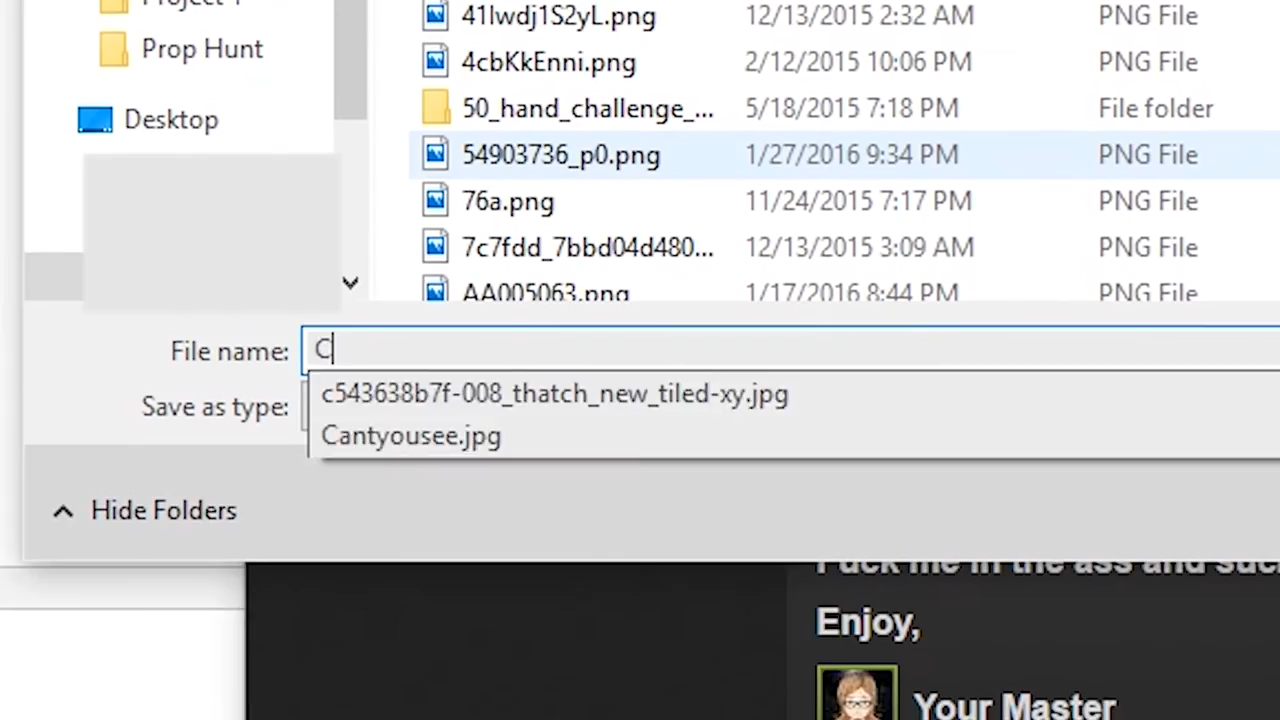 Project 1
41lwdj1S2yL.png 12/13/2015 2:32 AM PNG File
Prop Hunt
4cbKkEnni.png 2/12/2015 10:06 PM PNG File
50_hand_challenge_... 5/18/2015 7:18 PM File folder
Desktop
54903736_p0.png 1/27/2016 9:34 PM PNG File
76a.png 11/24/2015 7:17 PM PNG File
7c7fdd_7bbd04d480... 12/13/2015 3:09 AM PNG File
AA005063.png 1/17/2016 8:44 PM PNG File
File name: C
c543638b7f-008_thatch_new_tiled-xy.jpg
Save as type:
Cantyousee.jpg
Hide Folders
Fuck me in the ass and
Enjoy,
Your Master